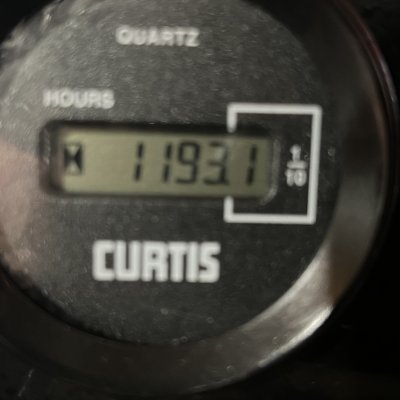 QUARTZ
HOURS
1193.1
1/10
CURTIS